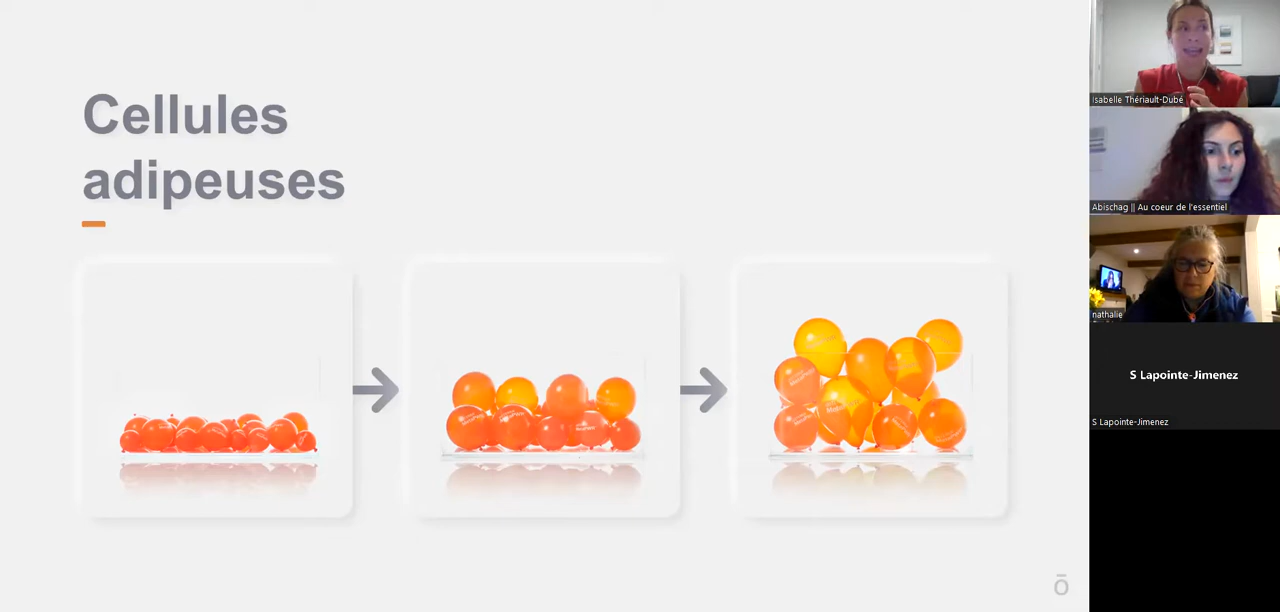 Cellules
adipeuses
ō
Isabelle Thériault-Dubé
Abischag || Au coeur de l'essentiel
nathalie
S Lapointe-Jimenez
S Lapointe-Jimenez